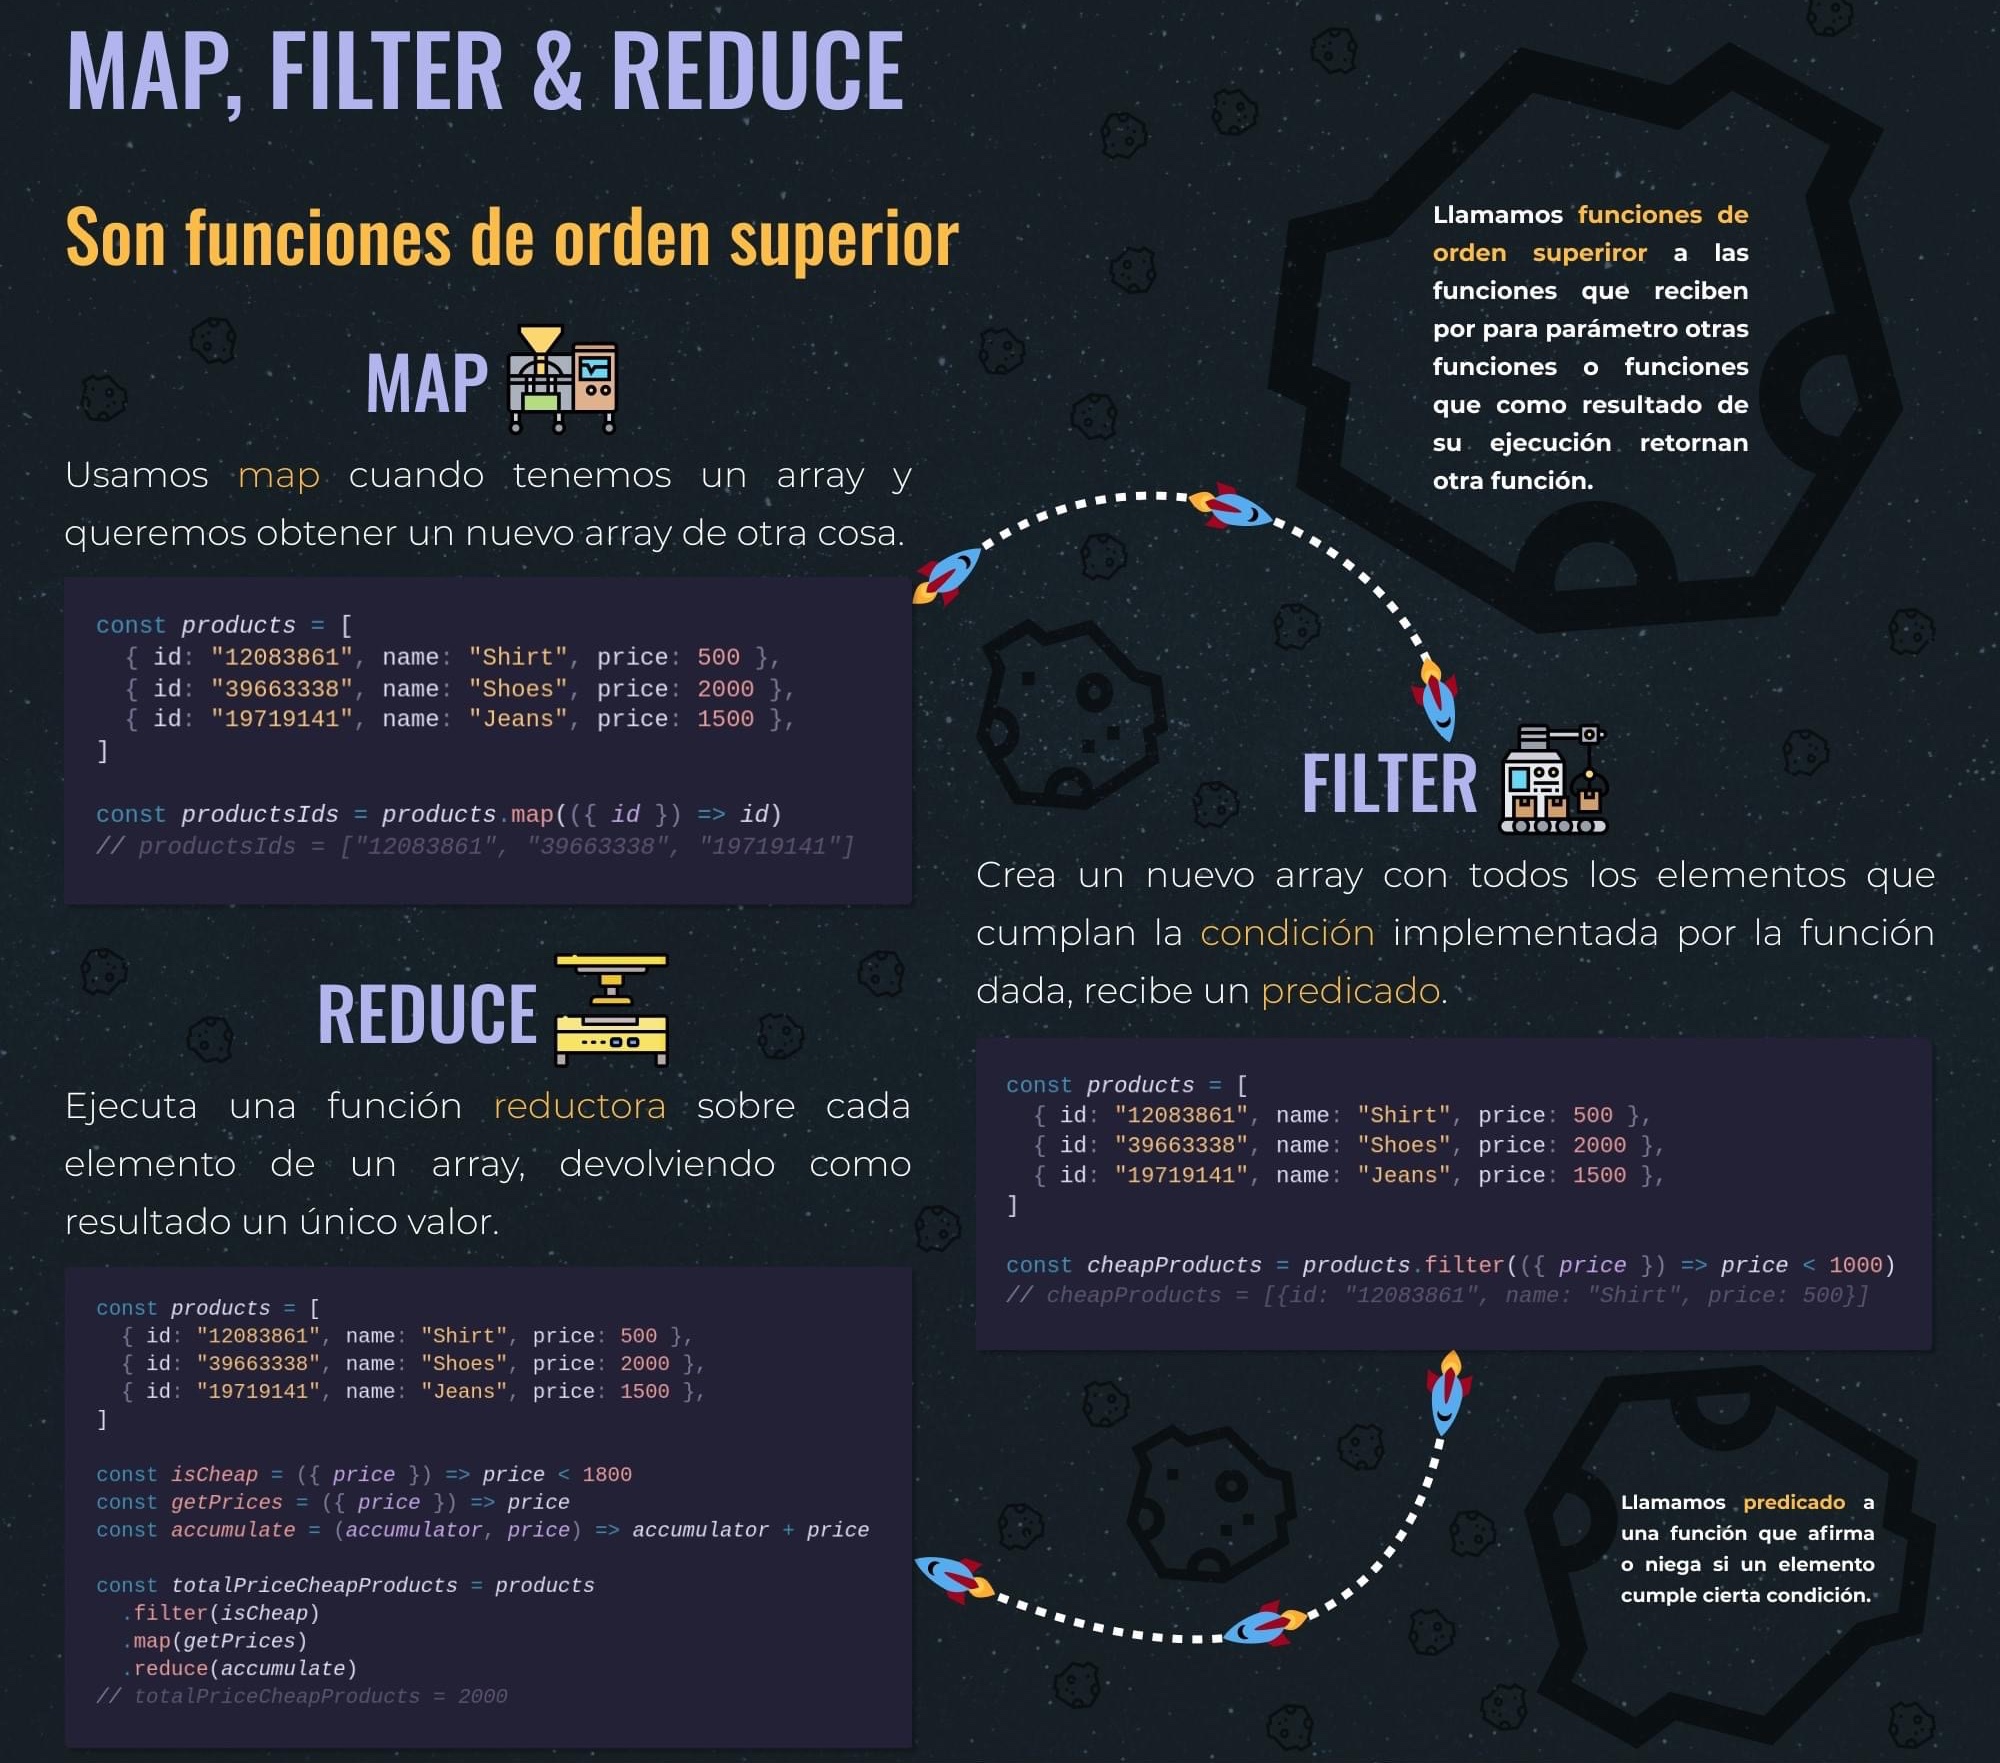 MAP, FILTER & REDUCE
Son funciones de orden superior
Llamamos funciones de
orden superiror a las
funciones que reciben
por para parámetro otras
funciones o funciones
que como resultado de
su ejecución retornan
otra función.
MAP
Usamos map cuando tenemos un array y
queremos obtener un nuevo array de otra cosa.
const products = [
  { id: "12083861", name: "Shirt", price: 500 },
  { id: "39663338", name: "Shoes", price: 2000 },
  { id: "19719141", name: "Jeans", price: 1500 },
]
const productsIds = products.map(({ id }) => id)
// productsIds = ["12083861", "39663338", "19719141"]
FILTER
Crea un nuevo array con todos los elementos que
cumplan la condición implementada por la función
dada, recibe un predicado.
const products = [
  { id: "12083861", name: "Shirt", price: 500 },
  { id: "39663338", name: "Shoes", price: 2000 },
  { id: "19719141", name: "Jeans", price: 1500 },
]
const cheapProducts = products.filter(({ price }) => price < 1000)
// cheapProducts = [{id: "12083861", name: "Shirt", price: 500}]
REDUCE
Ejecuta una función reductora sobre cada
elemento de un array, devolviendo como
resultado un único valor.
const products = [
  { id: "12083861", name: "Shirt", price: 500 },
  { id: "39663338", name: "Shoes", price: 2000 },
  { id: "19719141", name: "Jeans", price: 1500 },
]
const isCheap = ({ price }) => price < 1800
const getPrices = ({ price }) => price
const accumulate = (accumulator, price) => accumulator + price
const totalPriceCheapProducts = products
  .filter(isCheap)
  .map(getPrices)
  .reduce(accumulate)
// totalPriceCheapProducts = 2000
Llamamos predicado a
una función que afirma
o niega si un elemento
cumple cierta condición.